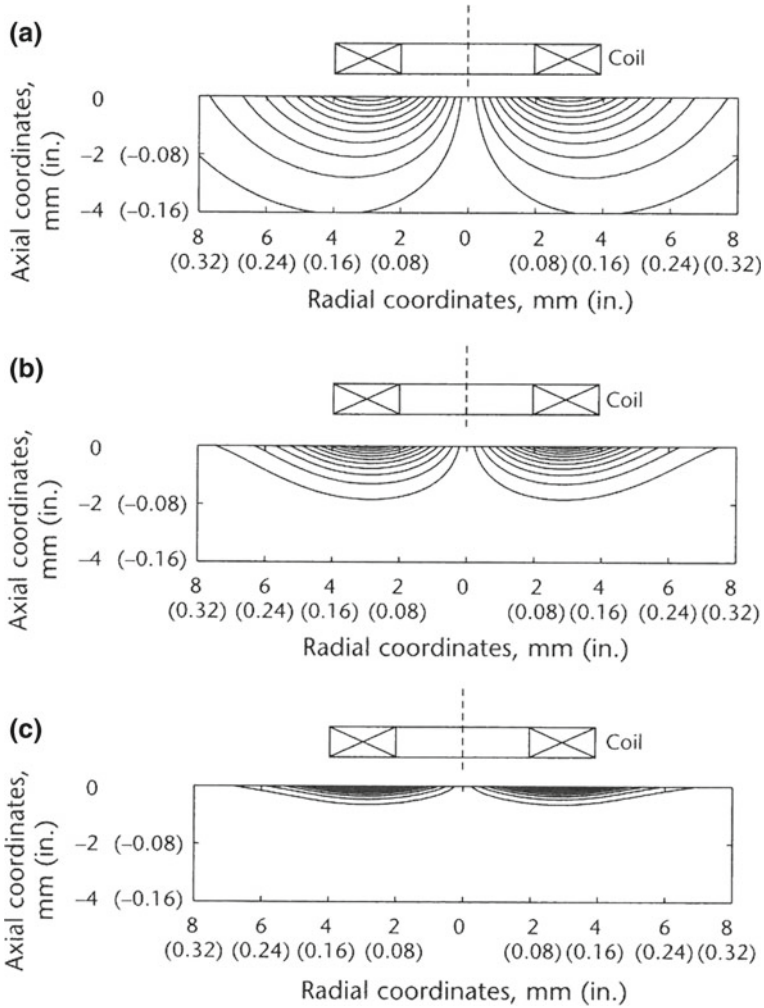 (a)
Coil
Axial coordinates,
mm (in.)
0
−2 (−0.08)
−4 (−0.16)
8 6 4 2 0 2 4 6 8
(0.32) (0.24) (0.16) (0.08) (0.08) (0.16) (0.24) (0.32)
Radial coordinates, mm (in.)
(b)
Coil
Axial coordinates,
mm (in.)
0
−2 (−0.08)
−4 (−0.16)
8 6 4 2 0 2 4 6 8
(0.32) (0.24) (0.16) (0.08) (0.08) (0.16) (0.24) (0.32)
Radial coordinates, mm (in.)
(c)
Coil
Axial coordinates,
mm (in.)
0
−2 (−0.08)
−4 (−0.16)
8 6 4 2 0 2 4 6 8
(0.32) (0.24) (0.16) (0.08) (0.08) (0.16) (0.24) (0.32)
Radial coordinates, mm (in.)